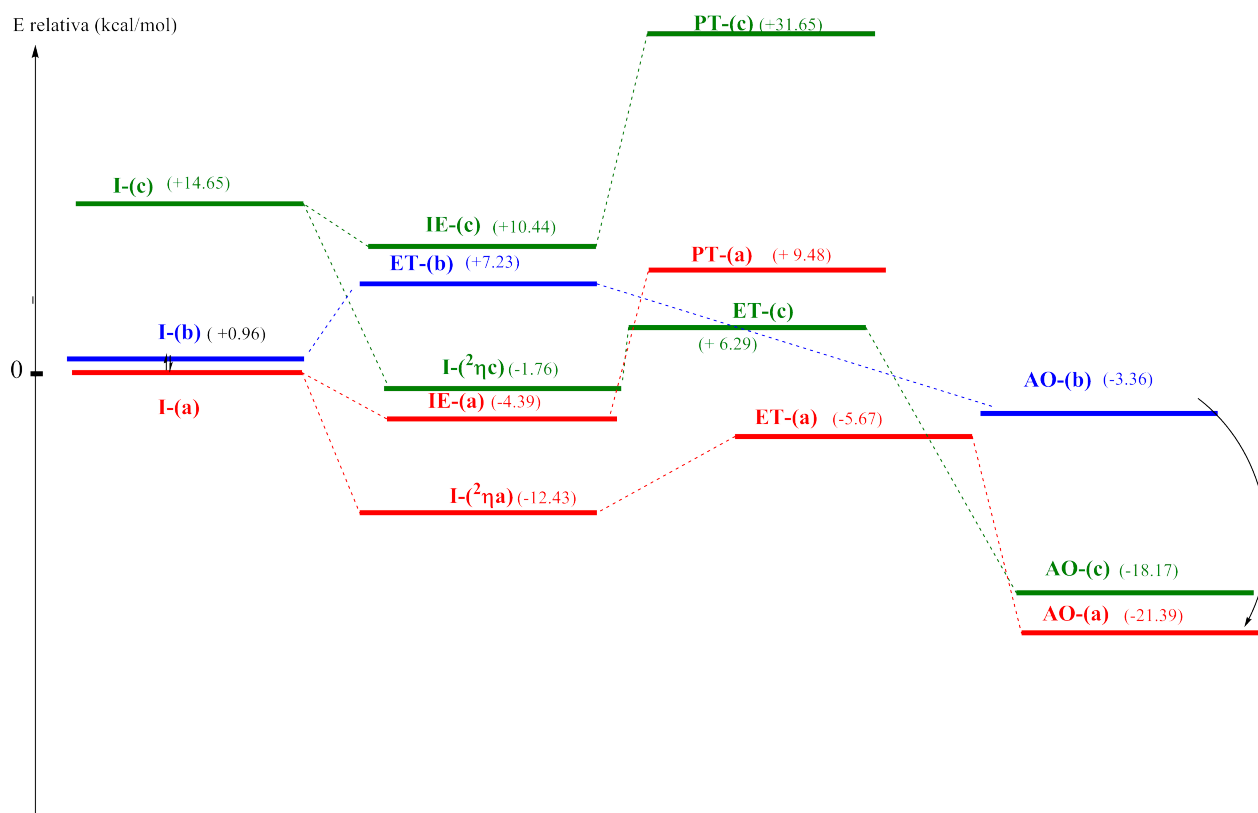 E relativa (kcal/mol)
PT-(c) (+31.65)
I-(c) (+14.65)
IE-(c) (+10.44)
ET-(b) (+7.23)
PT-(a) (+ 9.48)
ET-(c)
(+ 6.29)
I-(b) ( +0.96)
0
I-(²ηc) (-1.76)
I-(a)
IE-(a) (-4.39)
AO-(b) (-3.36)
ET-(a) (-5.67)
I-(²ηa) (-12.43)
AO-(c) (-18.17)
AO-(a) (-21.39)